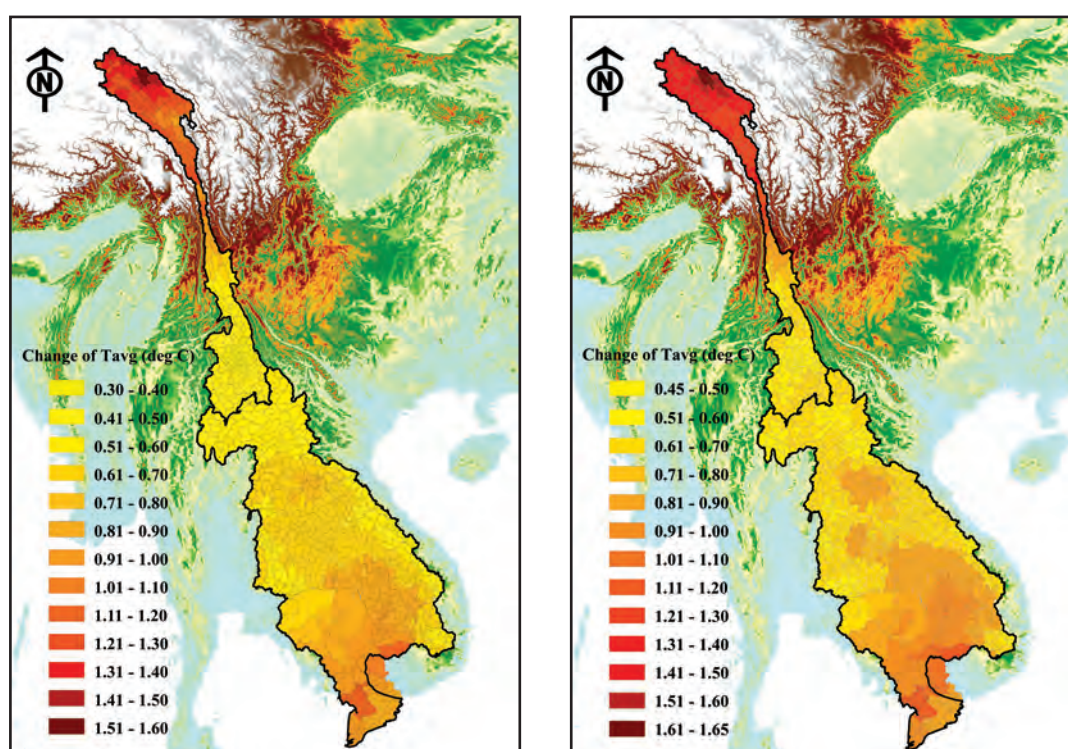 N
Change of Tavg (deg C)
0.30 - 0.40
0.41 - 0.50
0.51 - 0.60
0.61 - 0.70
0.71 - 0.80
0.81 - 0.90
0.91 - 1.00
1.01 - 1.10
1.11 - 1.20
1.21 - 1.30
1.31 - 1.40
1.41 - 1.50
1.51 - 1.60
N
Change of Tavg (deg C)
0.45 - 0.50
0.51 - 0.60
0.61 - 0.70
0.71 - 0.80
0.81 - 0.90
0.91 - 1.00
1.01 - 1.10
1.11 - 1.20
1.21 - 1.30
1.31 - 1.40
1.41 - 1.50
1.51 - 1.60
1.61 - 1.65